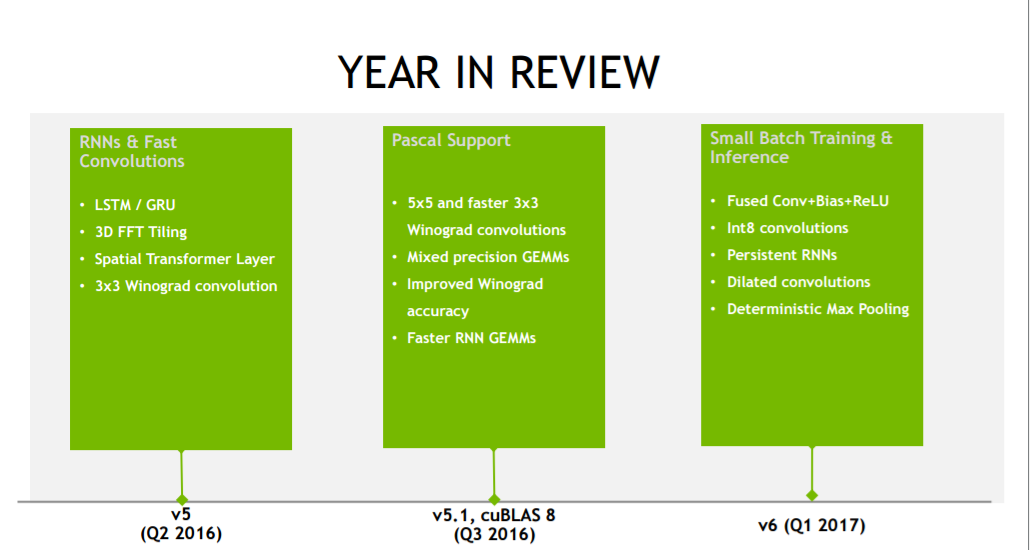 YEAR IN REVIEW
RNNs & Fast
Convolutions
• LSTM / GRU
• 3D FFT Tiling
• Spatial Transformer Layer
• 3x3 Winograd convolution
v5
(Q2 2016)
Pascal Support
• 5x5 and faster 3x3
Winograd convolutions
• Mixed precision GEMMs
• Improved Winograd
accuracy
• Faster RNN GEMMs
v5.1, cuBLAS 8
(Q3 2016)
Small Batch Training &
Inference
• Fused Conv+Bias+ReLU
• Int8 convolutions
• Persistent RNNs
• Dilated convolutions
• Deterministic Max Pooling
v6 (Q1 2017)